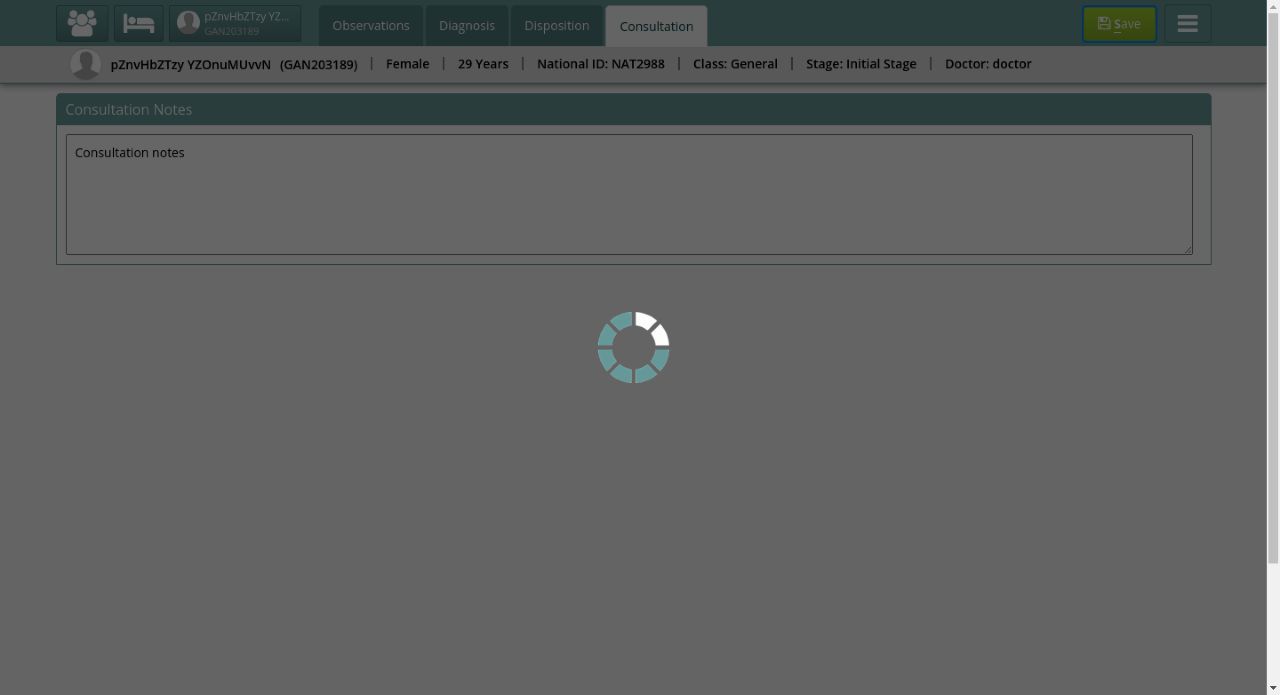 pZnvHbZTzy YZ...
GAN203189
Observations
Diagnosis
Disposition
Consultation
Save
pZnvHbZTzy YZOnuMUvvN (GAN203189) | Female | 29 Years | National ID: NAT2988 | Class: General | Stage: Initial Stage | Doctor: doctor
Consultation Notes
Consultation notes